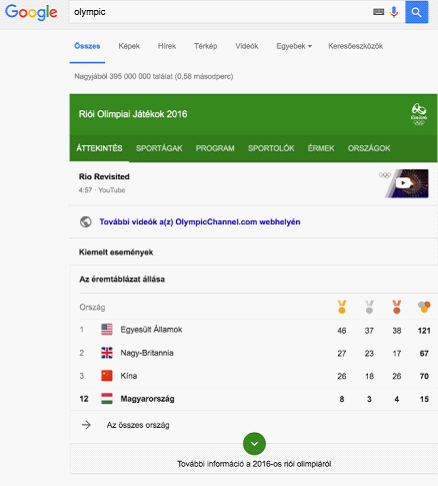 Google
olympic
Összes Képek Hírek Térkép Videók Egyebek Keresőeszközök
Nagyjából 395 000 000 találat (0,58 másodperc)
Riói Olimpiai Játékok 2016
ÁTTEKINTÉS SPORTÁGAK PROGRAM SPORTOLÓK ÉRMEK ORSZÁGOK
Rio Revisited
4:57 · YouTube
További videók a(z) OlympicChannel.com webhelyén
Kiemelt események
Az éremtáblázat állása
Ország
1 Egyesült Államok 46 37 38 121
2 Nagy-Britannia 27 23 17 67
3 Kína 26 18 26 70
12 Magyarország 8 3 4 15
Az összes ország
További információ a 2016-os riói olimpiáról